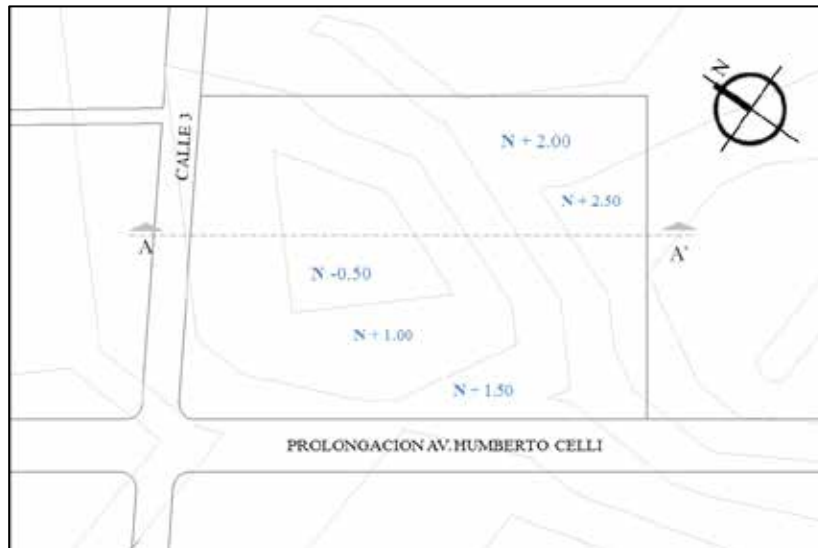 N
CALLE 3
N + 2.00
N + 2.50
A
A'
N -0.50
N + 1.00
N + 1.50
PROLONGACION AV. HUMBERTO CELLI